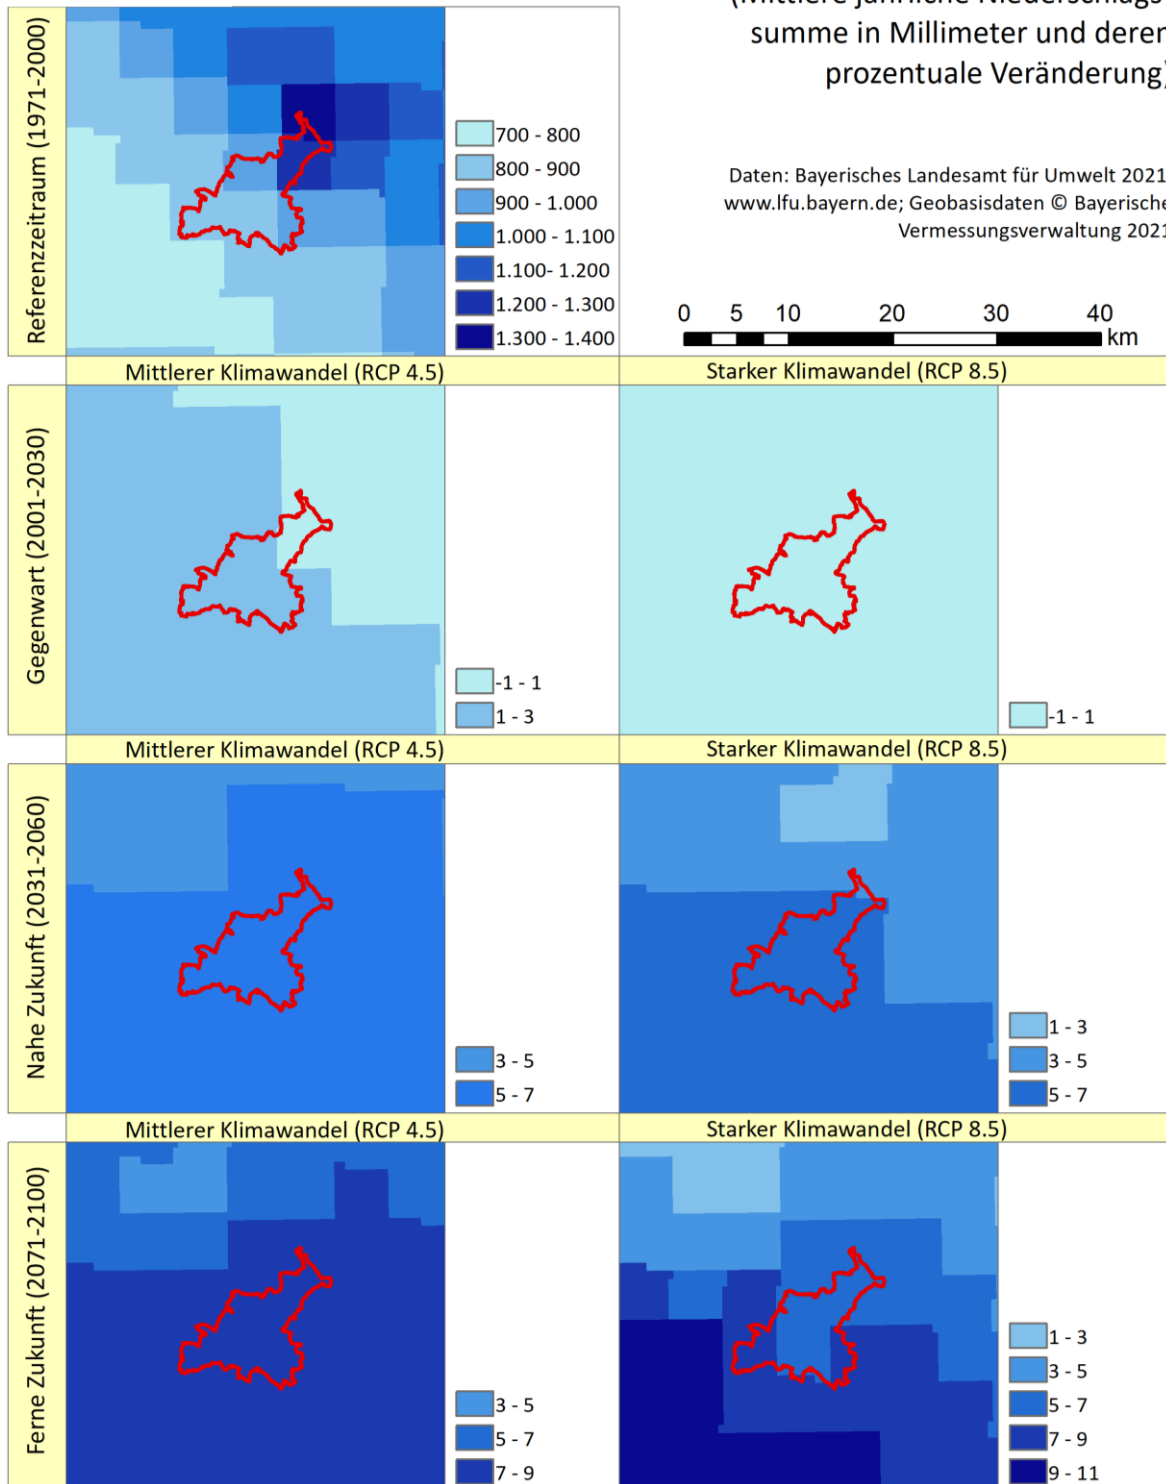 (Mittlere jährliche Niederschlags-
summe in Millimeter und deren
prozentuale Veränderung)
Daten: Bayerisches Landesamt für Umwelt 2021
www.lfu.bayern.de; Geobasisdaten © Bayerische
Vermessungsverwaltung 2021
Referenzzeitraum (1971-2000)
700 - 800
800 - 900
900 - 1.000
1.000 - 1.100
1.100- 1.200
1.200 - 1.300
1.300 - 1.400
0 5 10 20 30 40
km
Mittlerer Klimawandel (RCP 4.5)
Starker Klimawandel (RCP 8.5)
Gegenwart (2001-2030)
-1 - 1
1 - 3
-1 - 1
Mittlerer Klimawandel (RCP 4.5)
Starker Klimawandel (RCP 8.5)
Nahe Zukunft (2031-2060)
3 - 5
5 - 7
1 - 3
3 - 5
5 - 7
Mittlerer Klimawandel (RCP 4.5)
Starker Klimawandel (RCP 8.5)
Ferne Zukunft (2071-2100)
3 - 5
5 - 7
7 - 9
1 - 3
3 - 5
5 - 7
7 - 9
9 - 11